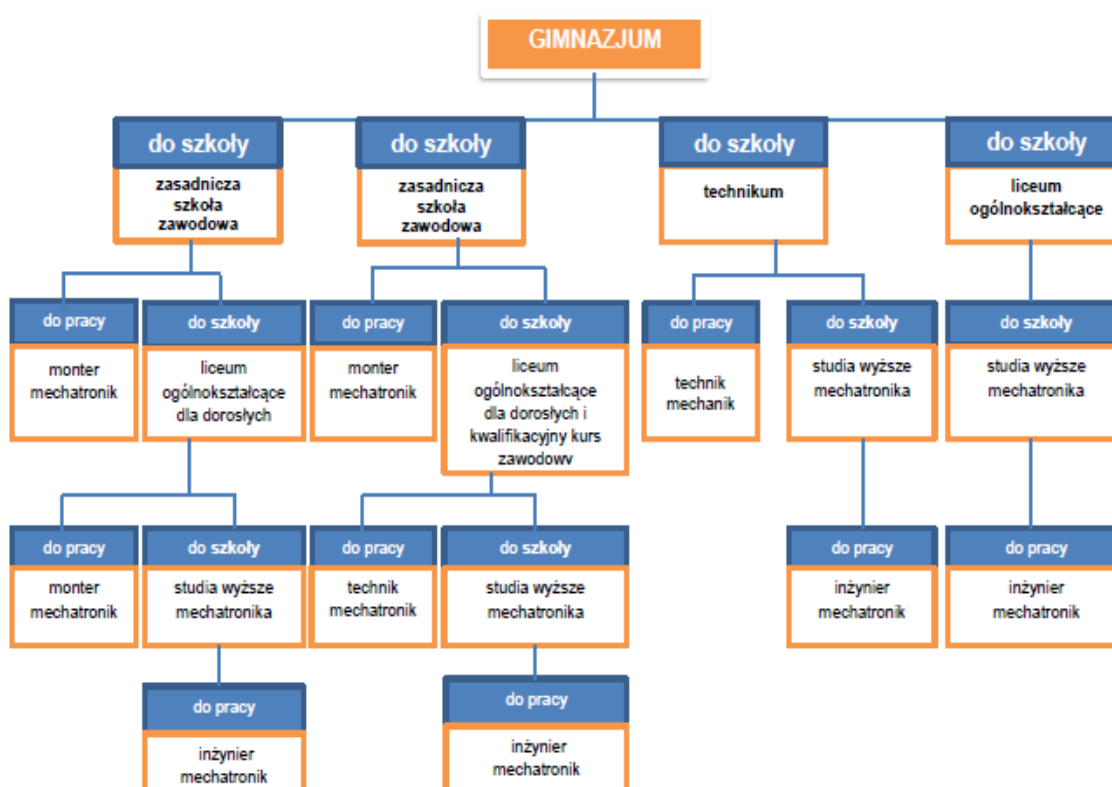 GIMNAZJUM
do szkoły
zasadnicza
szkoła
zawodowa
do szkoły
zasadnicza
szkoła
zawodowa
do szkoły
technikum
do szkoły
liceum
ogólnokształcące
do pracy
monter
mechatronik
do szkoły
liceum
ogólnokształcące
dla dorosłych
do pracy
monter
mechatronik
do szkoły
liceum
ogólnokształcące
dla dorosłych i
kwalifikacyjny kurs
zawodowy
do pracy
technik
mechanik
do szkoły
studia wyższe
mechatronika
do szkoły
studia wyższe
mechatronika
do pracy
monter
mechatronik
do szkoły
studia wyższe
mechatronika
do pracy
technik
mechatronik
do szkoły
studia wyższe
mechatronika
do pracy
inżynier
mechatronik
do pracy
inżynier
mechatronik
do pracy
inżynier
mechatronik
do pracy
inżynier
mechatronik